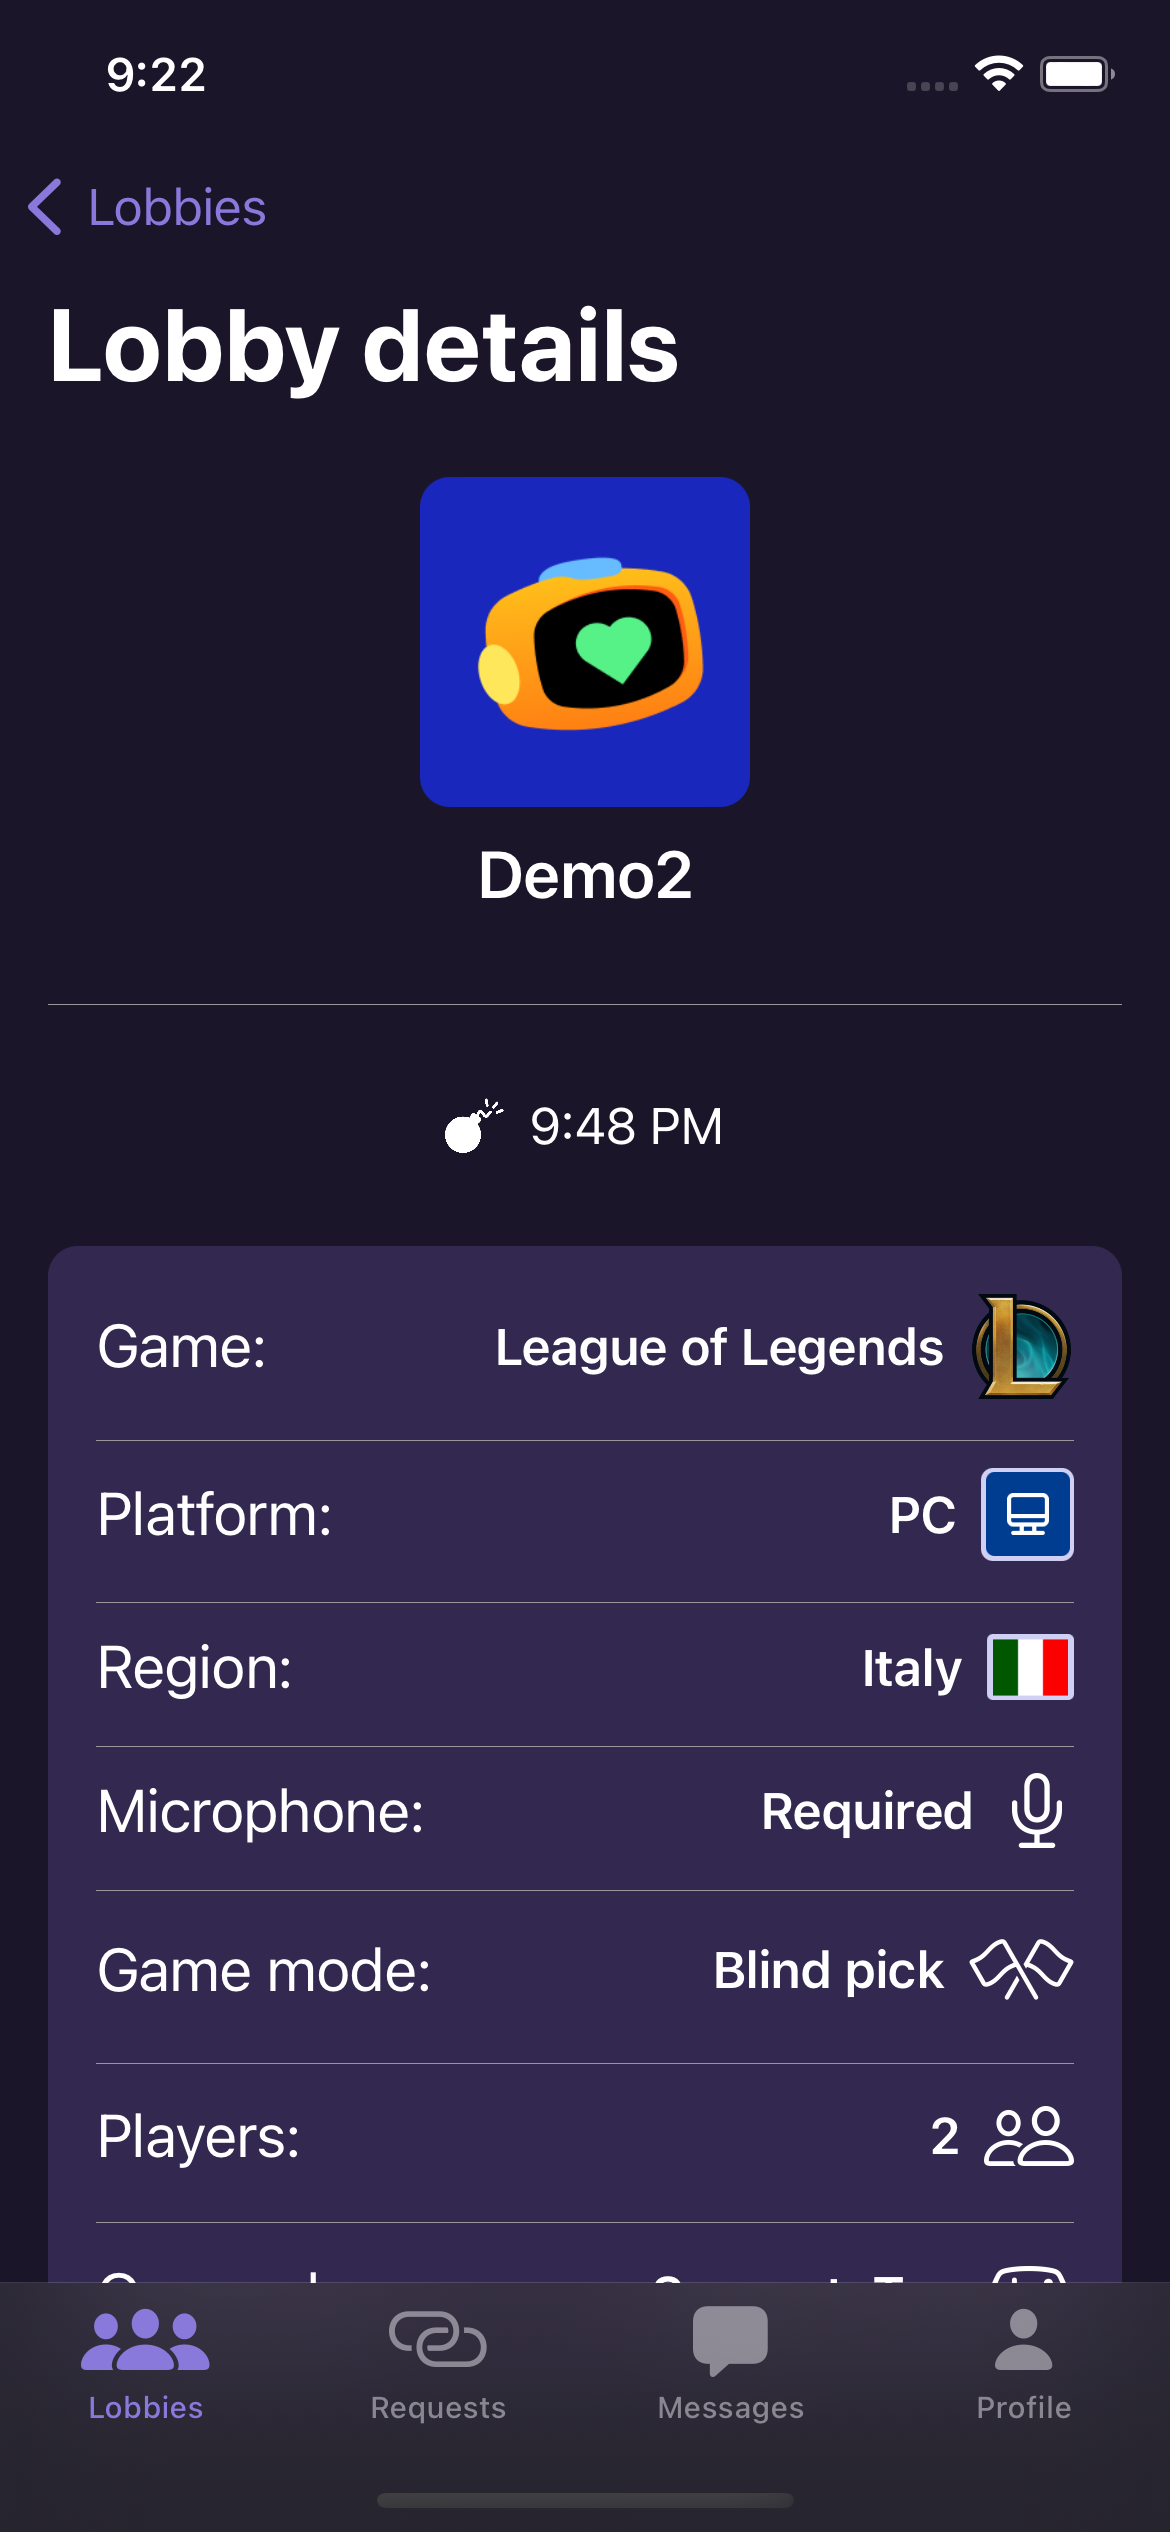 9:22
Lobbies
Lobby details
Demo2
9:48 PM
Game: League of Legends
Platform: PC
Region: Italy
Microphone: Required
Game mode: Blind pick
Players: 2
Lobbies Requests Messages Profile